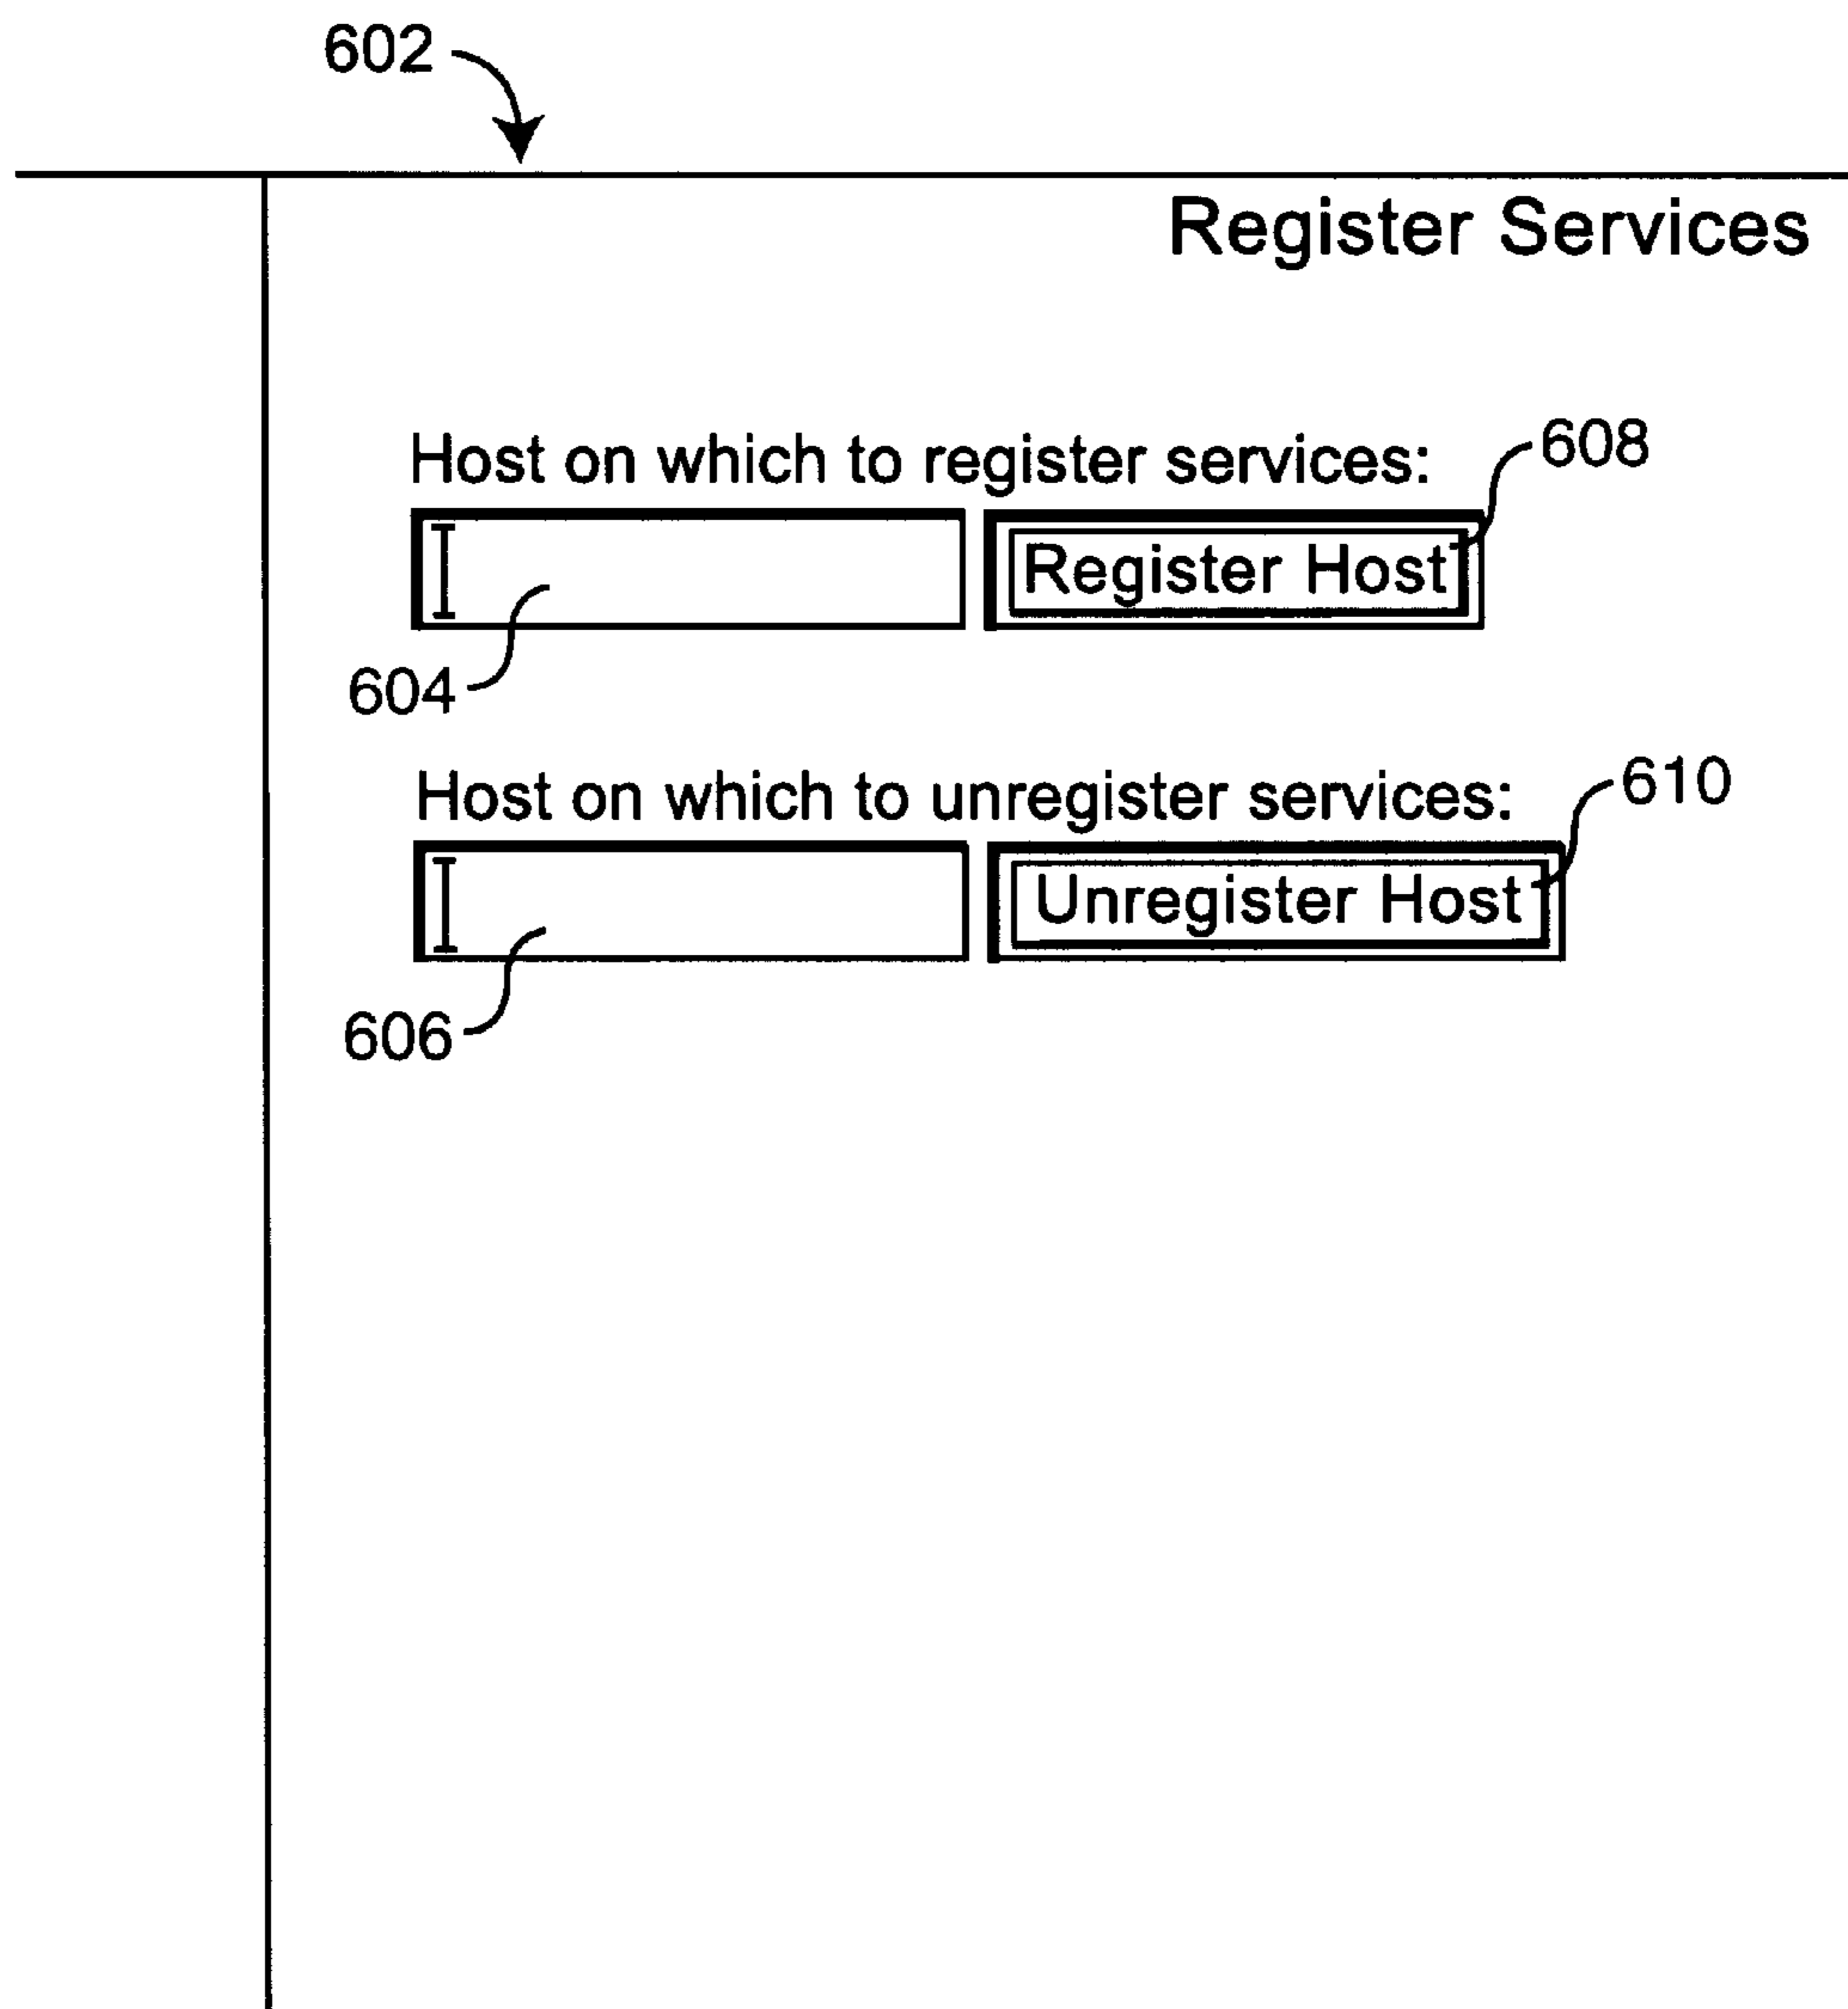 602
Register Services
Host on which to register services:
608
Register Host
604
Host on which to unregister services:
610
Unregister Host
606